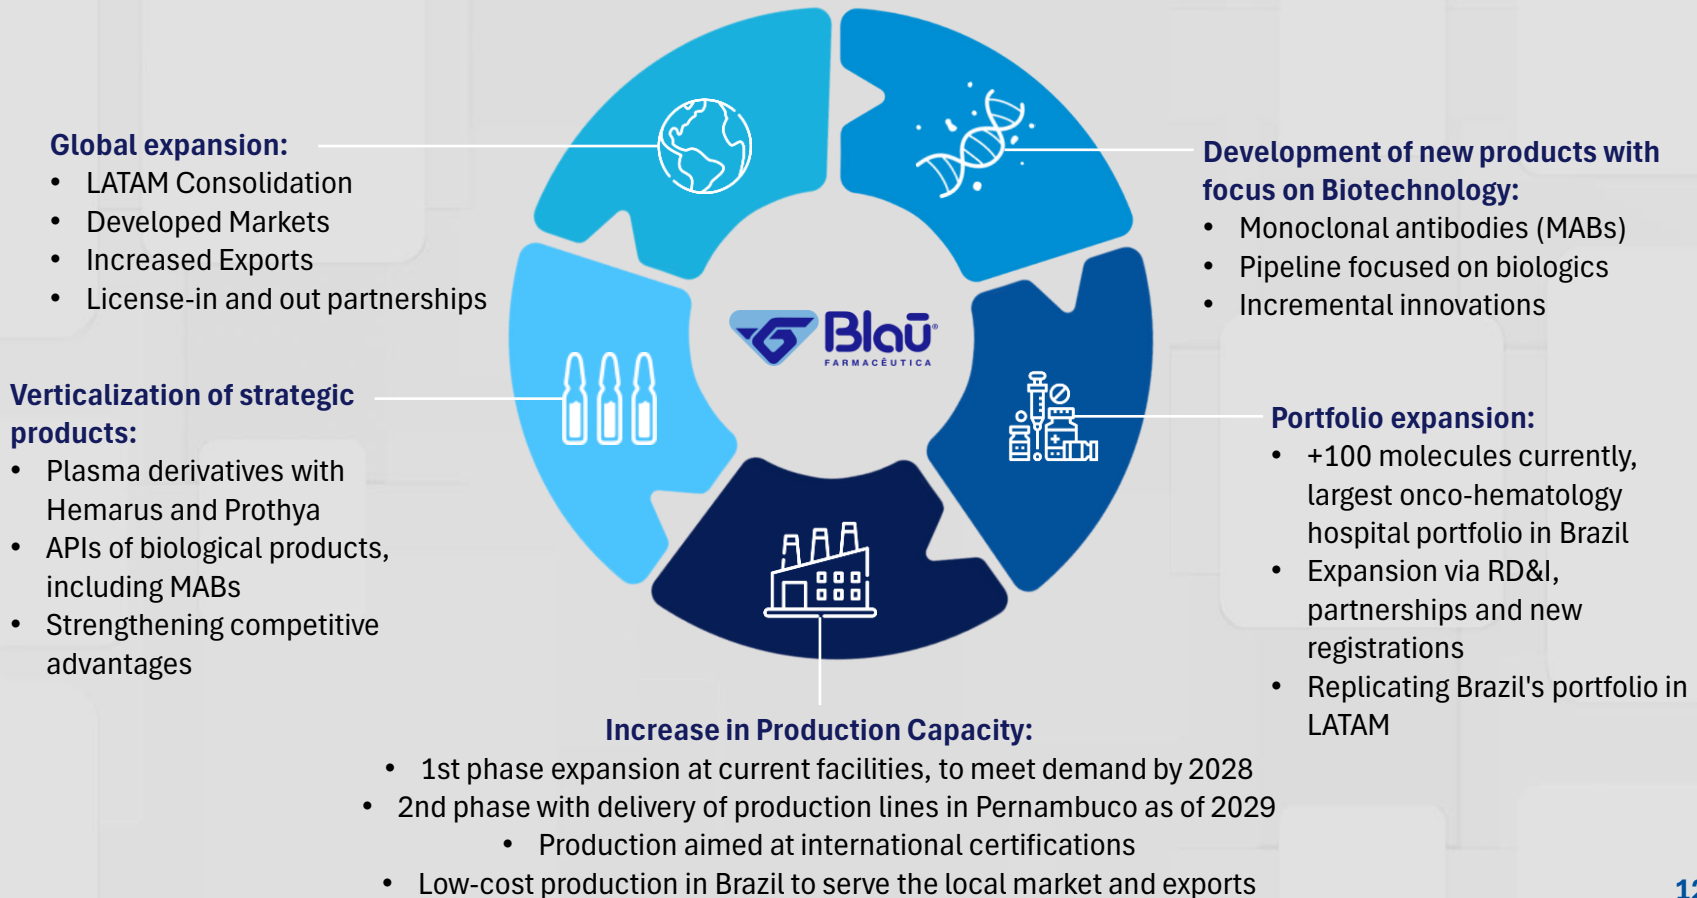 Global expansion:
• LATAM Consolidation
• Developed Markets
• Increased Exports
• License-in and out partnerships
Verticalization of strategic
products:
• Plasma derivatives with
Hemarus and Prothya
• APIs of biological products,
including MABs
• Strengthening competitive
advantages
Blaū®
FARMACÊUTICA
Development of new products with
focus on Biotechnology:
• Monoclonal antibodies (MABs)
• Pipeline focused on biologics
• Incremental innovations
Portfolio expansion:
• +100 molecules currently,
largest onco-hematology
hospital portfolio in Brazil
• Expansion via RD&I,
partnerships and new
registrations
• Replicating Brazil's portfolio in
LATAM
Increase in Production Capacity:
• 1st phase expansion at current facilities, to meet demand by 2028
• 2nd phase with delivery of production lines in Pernambuco as of 2029
• Production aimed at international certifications
• Low-cost production in Brazil to serve the local market and exports
12